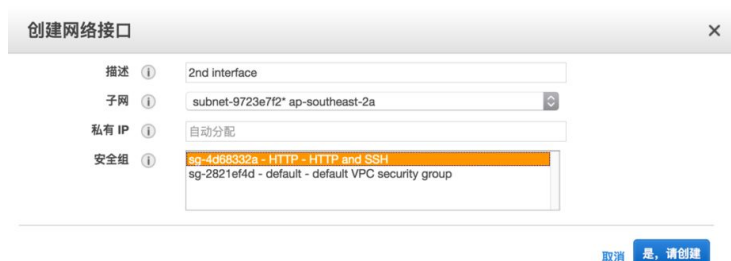 创建网络接口 ×
描述 i 2nd interface
子网 i subnet-9723e7f2* ap-southeast-2a
私有 IP i 自动分配
安全组 i sg-4d68332a - HTTP - HTTP and SSH
sg-2821ef4d - default - default VPC security group
取消 是，请创建